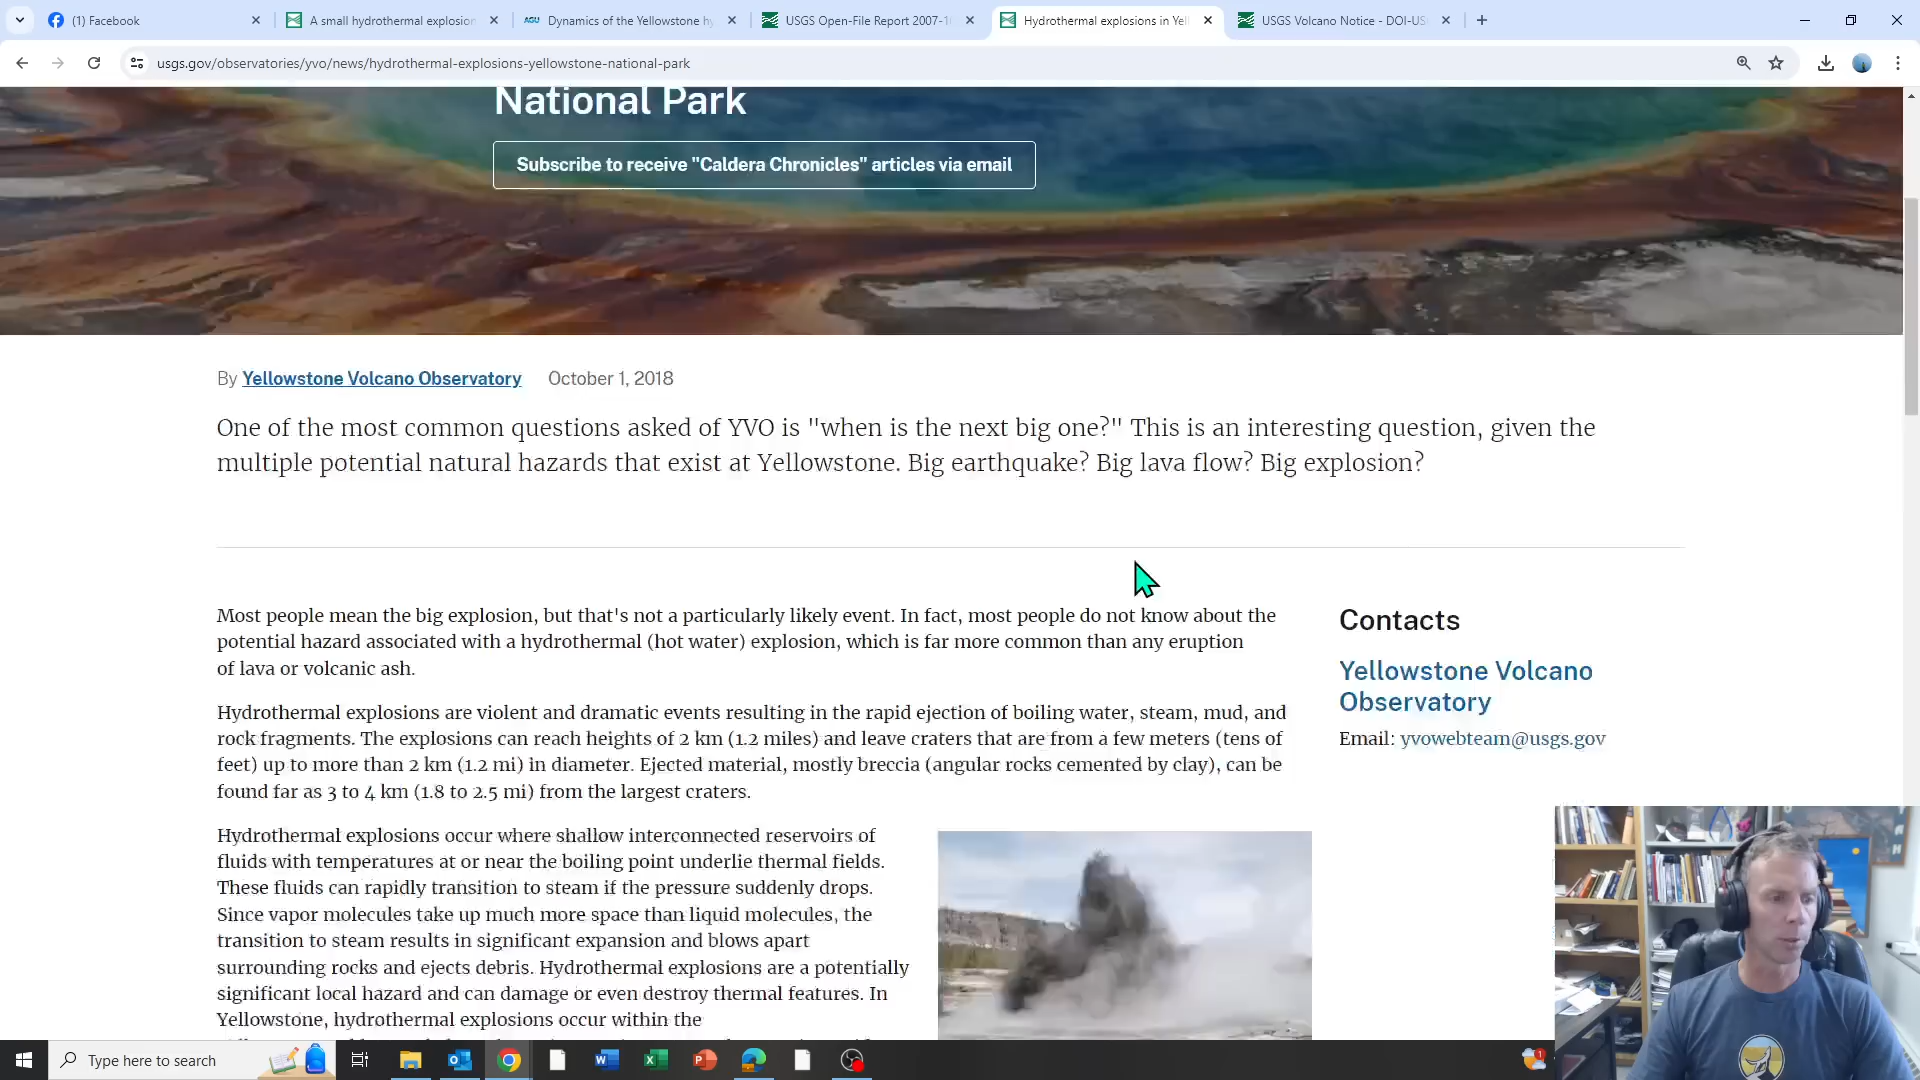 (1) Facebook
A small hydrothermal explosion
AGU Dynamics of the Yellowstone hy
USGS Open-File Report 2007-1
Hydrothermal explosions in Yel
USGS Volcano Notice - DOI-US
usgs.gov/observatories/yvo/news/hydrothermal-explosions-yellowstone-national-park
National Park
Subscribe to receive "Caldera Chronicles" articles via email
By Yellowstone Volcano Observatory October 1, 2018
One of the most common questions asked of YVO is "when is the next big one?" This is an interesting question, given the
multiple potential natural hazards that exist at Yellowstone. Big earthquake? Big lava flow? Big explosion?
Most people mean the big explosion, but that's not a particularly likely event. In fact, most people do not know about the
potential hazard associated with a hydrothermal (hot water) explosion, which is far more common than any eruption
of lava or volcanic ash.
Hydrothermal explosions are violent and dramatic events resulting in the rapid ejection of boiling water, steam, mud, and
rock fragments. The explosions can reach heights of 2 km (1.2 miles) and leave craters that are from a few meters (tens of
feet) up to more than 2 km (1.2 mi) in diameter. Ejected material, mostly breccia (angular rocks cemented by clay), can be
found far as 3 to 4 km (1.8 to 2.5 mi) from the largest craters.
Hydrothermal explosions occur where shallow interconnected reservoirs of
fluids with temperatures at or near the boiling point underlie thermal fields.
These fluids can rapidly transition to steam if the pressure suddenly drops.
Since vapor molecules take up much more space than liquid molecules, the
transition to steam results in significant expansion and blows apart
surrounding rocks and ejects debris. Hydrothermal explosions are a potentially
significant local hazard and can damage or even destroy thermal features. In
Yellowstone, hydrothermal explosions occur within the
Contacts
Yellowstone Volcano
Observatory
Email: yvowebteam@usgs.gov
Type here to search
1